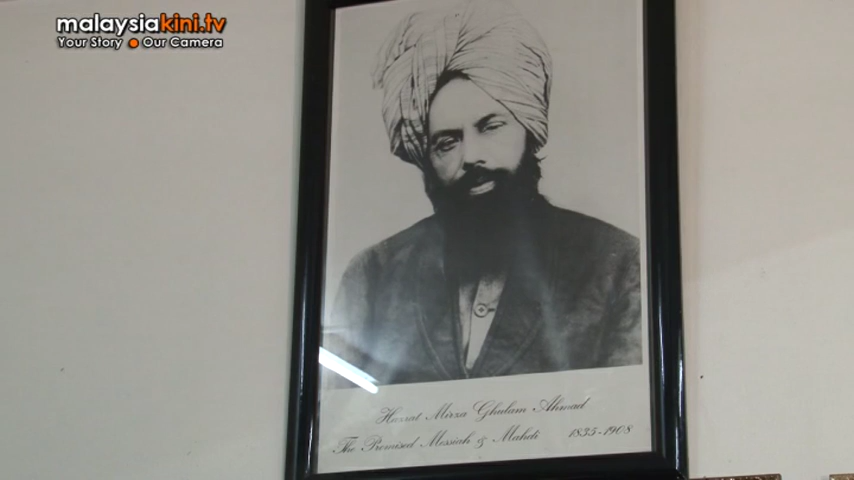 malaysiakini.tv
Your Story Our Camera
Hazrat Mirza Ghulam Ahmad
The Promised Messiah & Mahdi 1835-1908